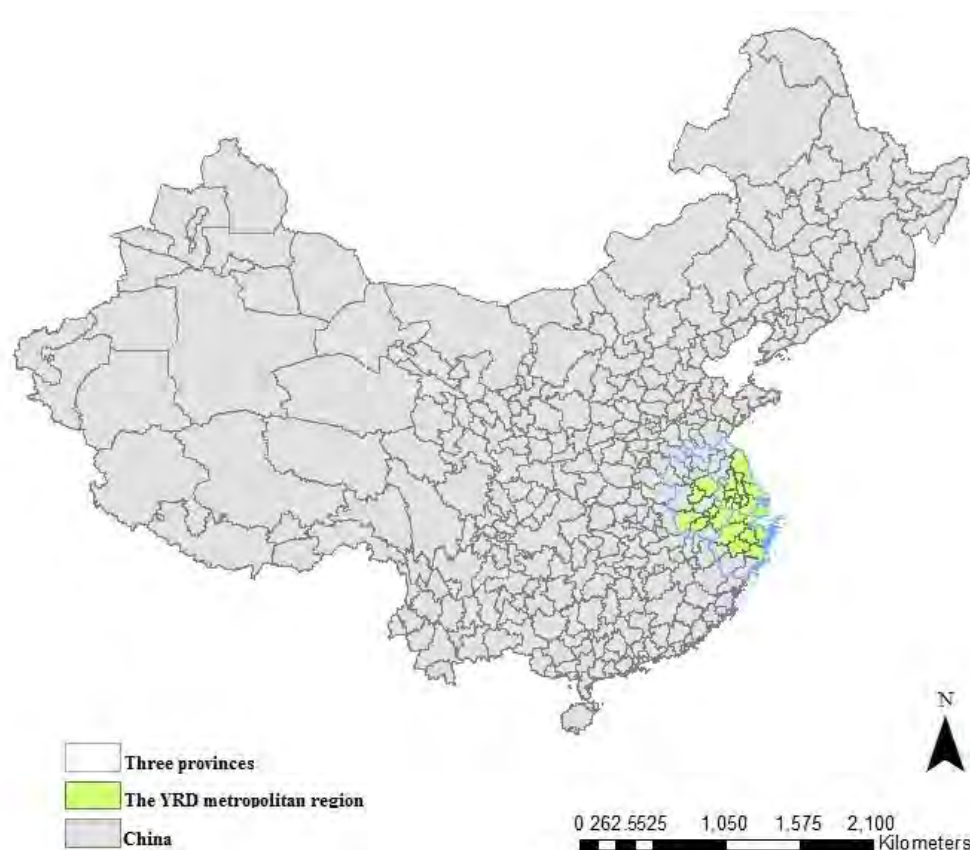 N
Three provinces
The YRD metropolitan region
China
0 262.5525 1,050 1,575 2,100
Kilometers